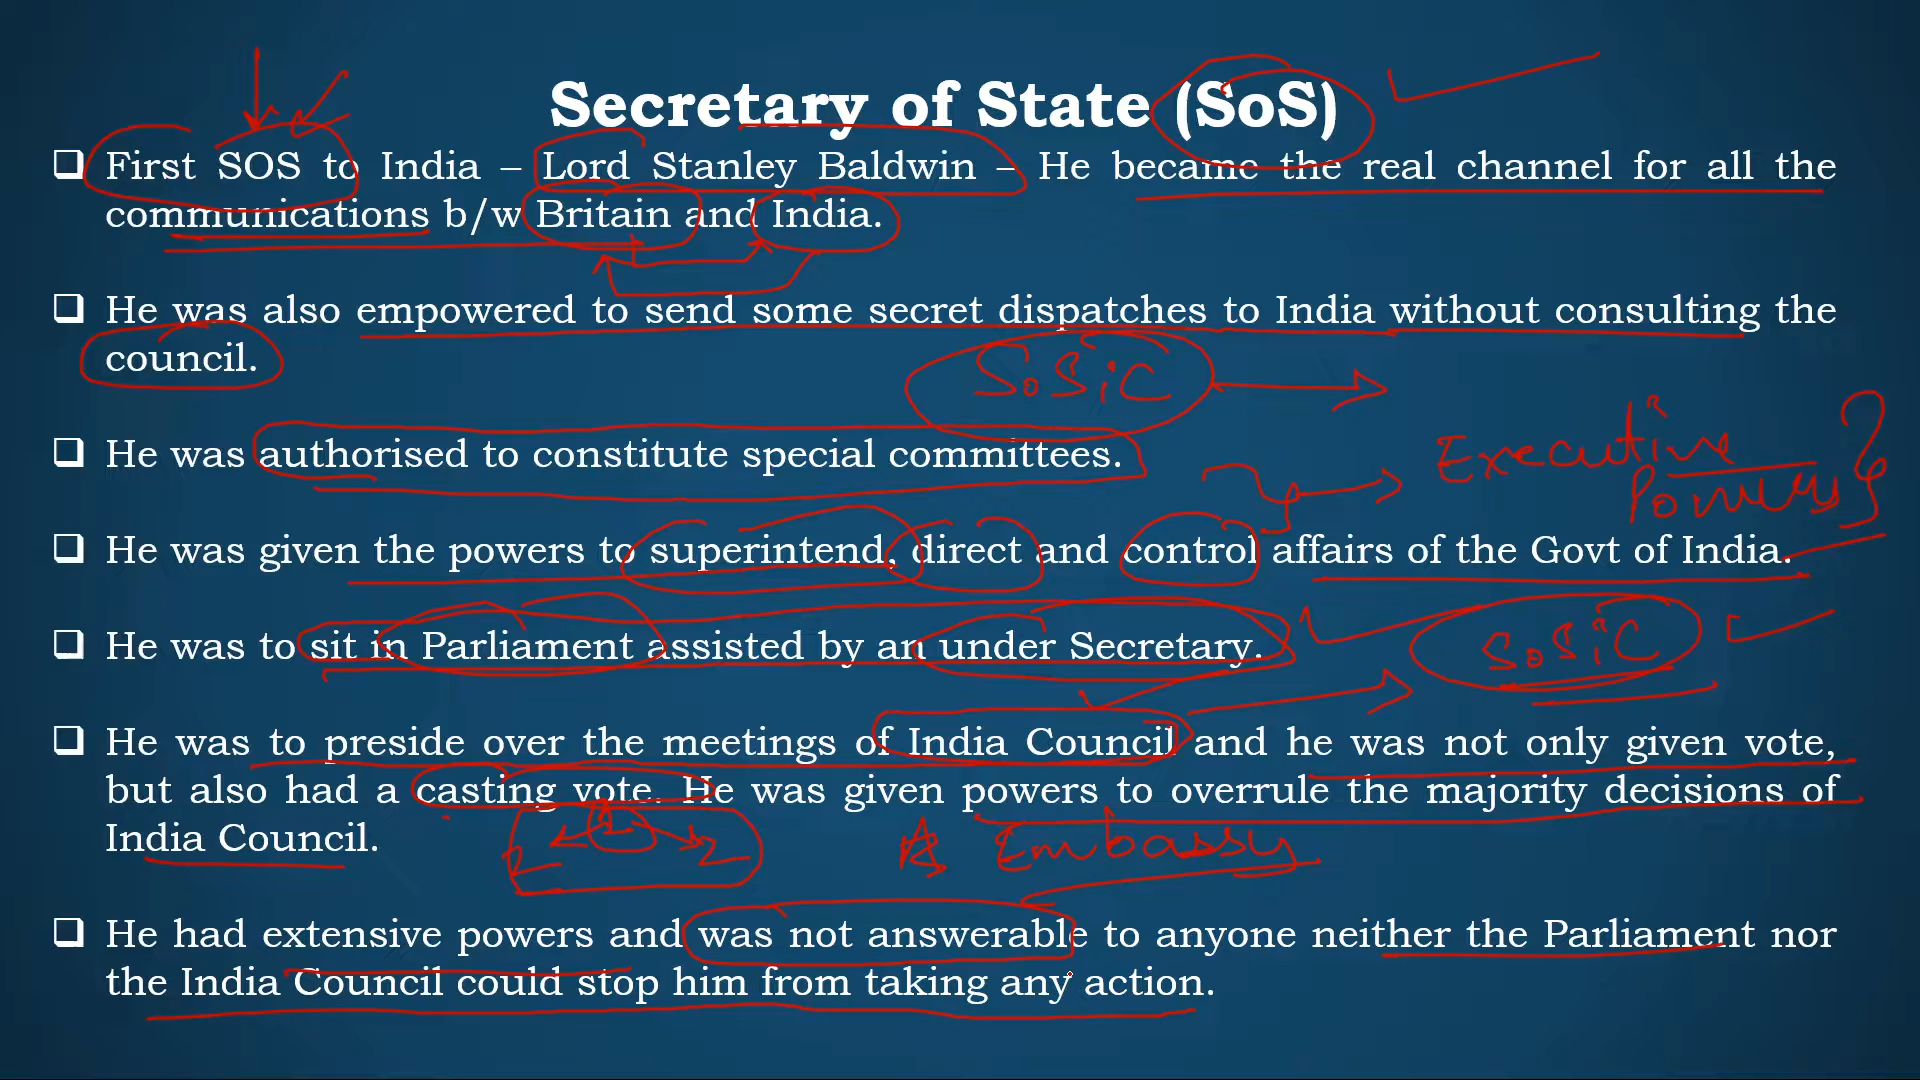 Secretary of State (SoS)
❑ First SOS to India – Lord Stanley Baldwin – He became the real channel for all the
communications b/w Britain and India.
❑ He was also empowered to send some secret dispatches to India without consulting the
council.
SoSiC
❑ He was authorised to constitute special committees.
Executive
Powers
❑ He was given the powers to superintend, direct and control affairs of the Govt of India.
❑ He was to sit in Parliament assisted by an under Secretary.
SoSiC
❑ He was to preside over the meetings of India Council and he was not only given vote,
but also had a casting vote. He was given powers to overrule the majority decisions of
India Council.
2 1 2
Embassy
❑ He had extensive powers and was not answerable to anyone neither the Parliament nor
the India Council could stop him from taking any action.